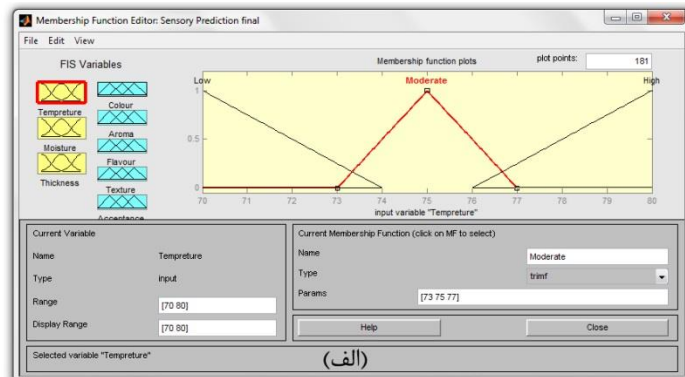 Membership Function Editor: Sensory Prediction final
File Edit View
FIS Variables
Tempreture
Moisture
Thickness
Colour
Aroma
Flavour
Texture
Acceptance
Membership function plots
plot points:
181
Low
Moderate
High
1
0.5
0
70 71 72 73 74 75 76 77 78 79 80
input variable "Tempreture"
Current Variable
Name Tempreture
Type input
Range [70 80]
Display Range [70 80]
Current Membership Function (click on MF to select)
Name Moderate
Type trimf
Params [73 75 77]
Help Close
Selected variable "Tempreture"
(الف)